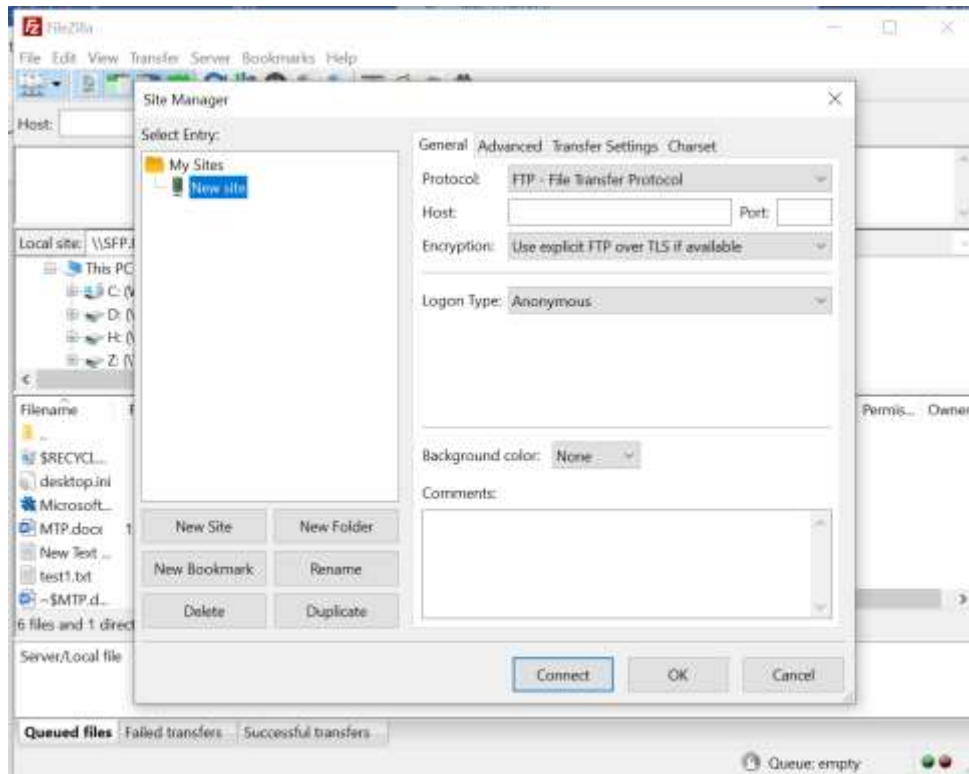 FileZilla
File Edit View Transfer Server Bookmarks Help
Site Manager
Host:
Select Entry:
My Sites
New site
General Advanced Transfer Settings Charset
Protocol: FTP - File Transfer Protocol
Host: Port:
Encryption: Use explicit FTP over TLS if available
Logon Type: Anonymous
Background color: None
Comments:
New Site New Folder
New Bookmark Rename
Delete Duplicate
Connect OK Cancel
Local site: \\SFP.
This PC
C: (
D: (
H: (
Z: (
Filename Permis... Owner
..
$RECYCL...
desktop.ini
Microsoft...
MTP.docx 1
New Text ...
test1.txt
~$MTP.d...
6 files and 1 direct
Server/Local file
Queued files Failed transfers Successful transfers
Queue: empty